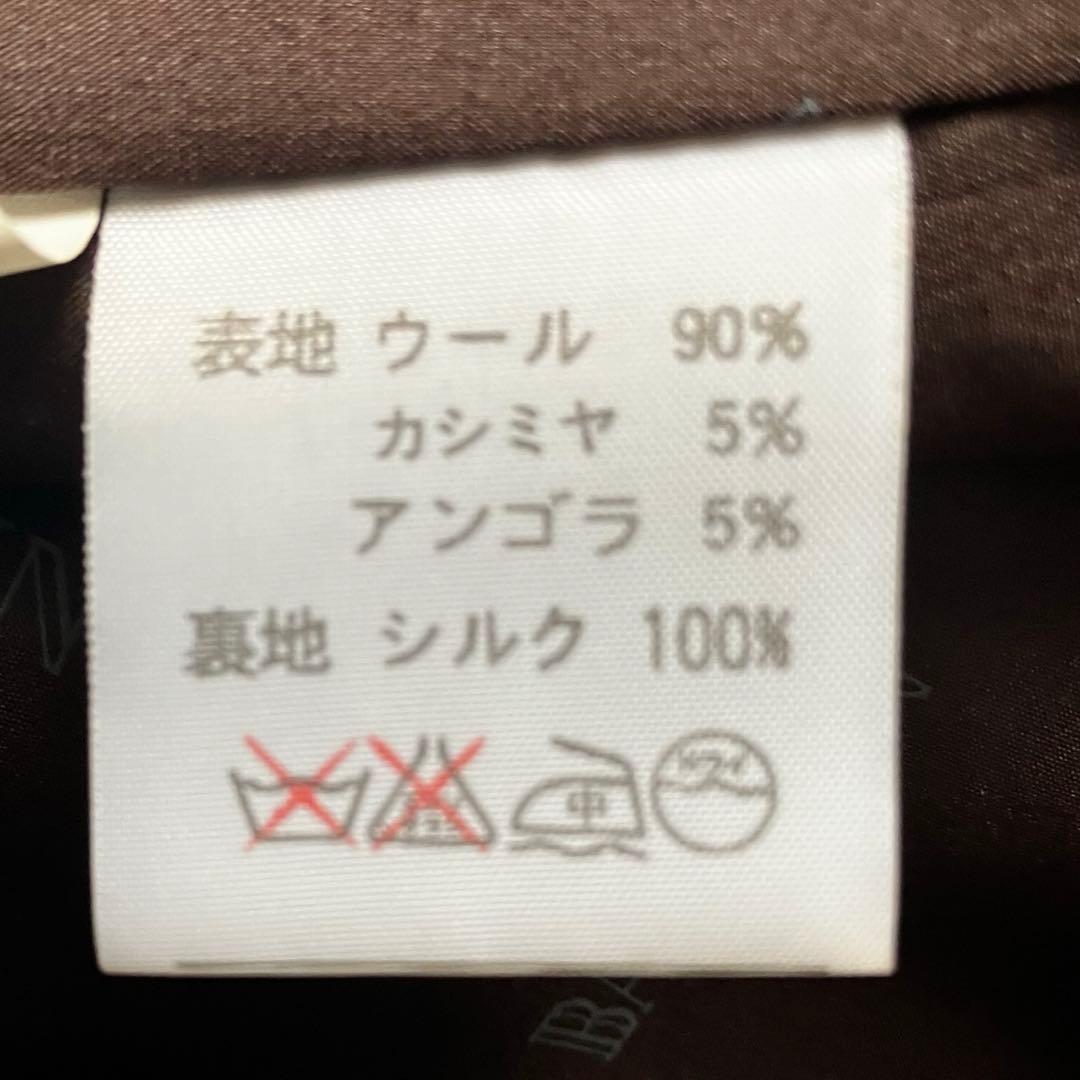 表地 ウール 90%
カシミヤ 5%
アンゴラ 5%
裏地 シルク 100%
中 ドライ
BA